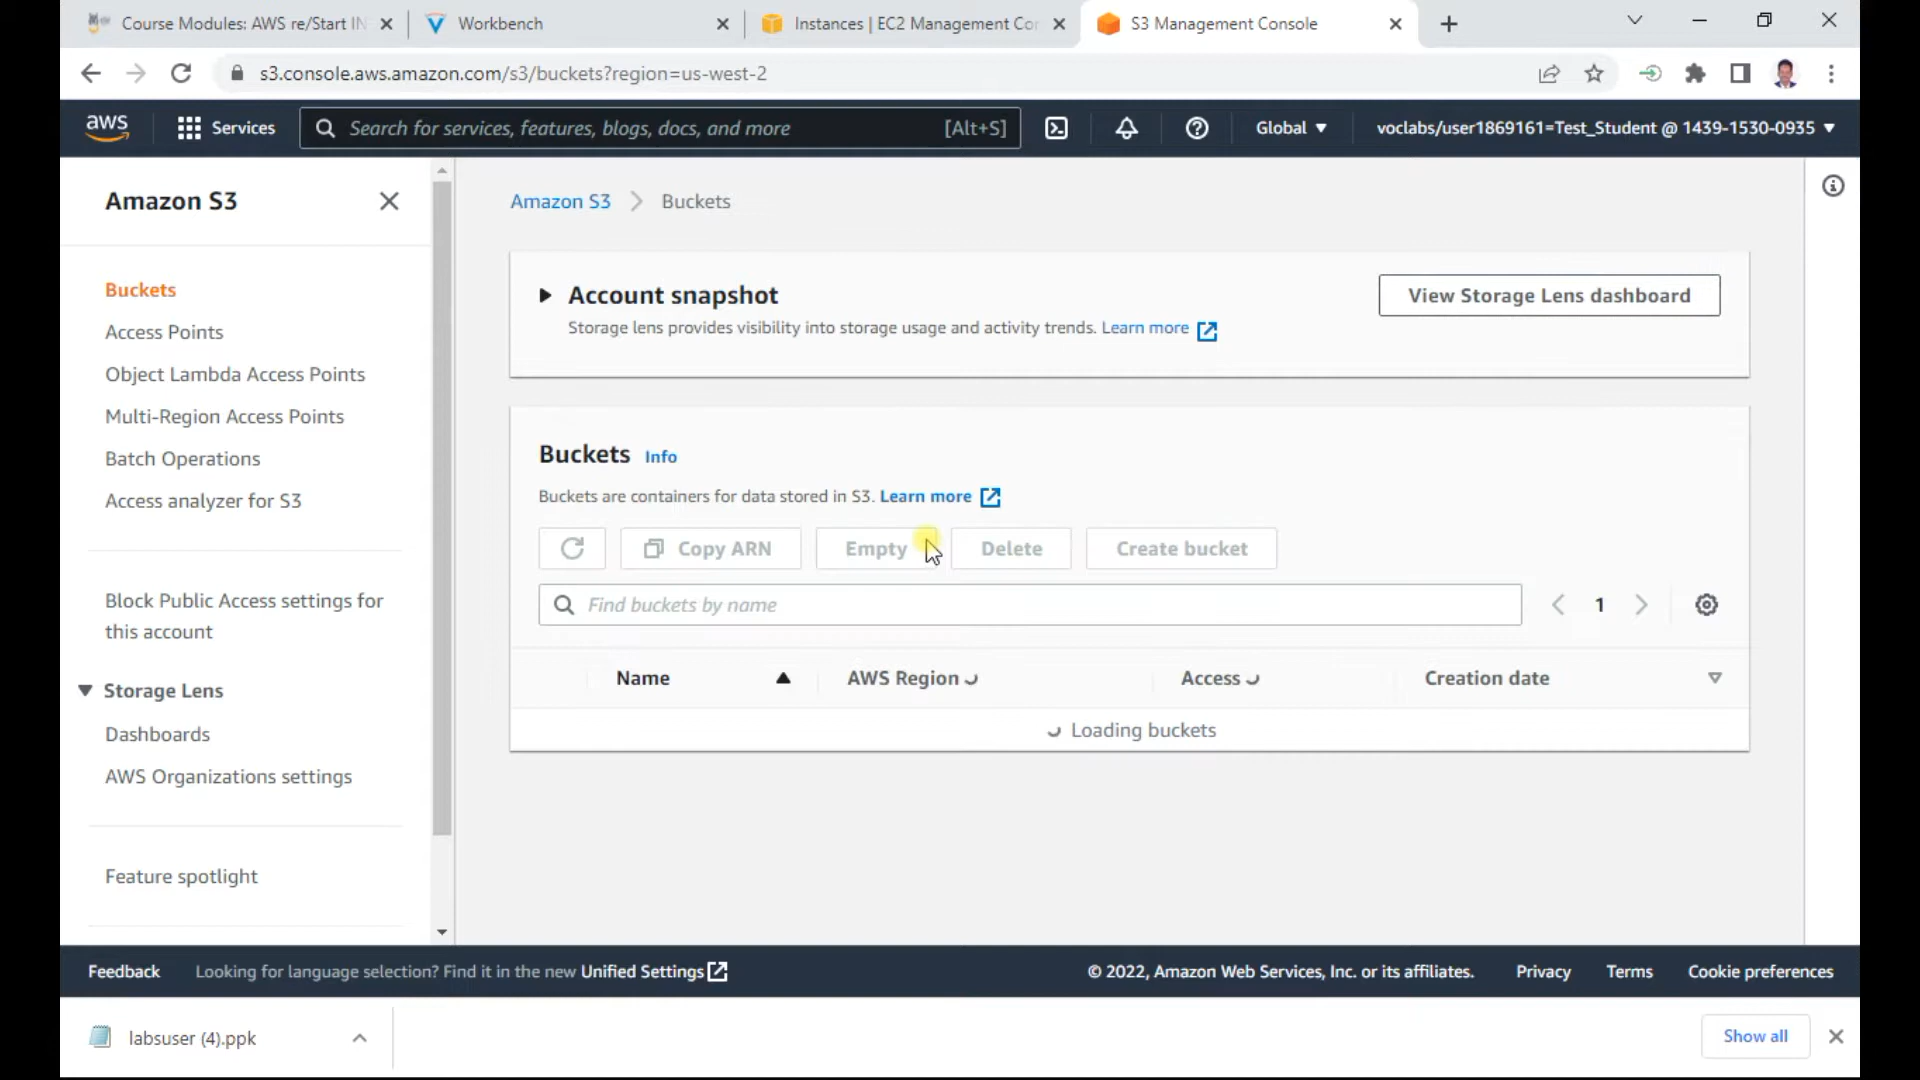 Course Modules: AWS re/Start IN
Workbench
Instances | EC2 Management Con
S3 Management Console
s3.console.aws.amazon.com/s3/buckets?region=us-west-2
aws
Services
Search for services, features, blogs, docs, and more
[Alt+S]
Global
voclabs/user1869161=Test_Student @ 1439-1530-0935
Amazon S3
Buckets
Access Points
Object Lambda Access Points
Multi-Region Access Points
Batch Operations
Access analyzer for S3
Block Public Access settings for
this account
Storage Lens
Dashboards
AWS Organizations settings
Feature spotlight
Amazon S3
Buckets
Account snapshot
Storage lens provides visibility into storage usage and activity trends. Learn more
View Storage Lens dashboard
Buckets Info
Buckets are containers for data stored in S3. Learn more
Copy ARN
Empty
Delete
Create bucket
Find buckets by name
1
Name
AWS Region
Access
Creation date
Loading buckets
Feedback
Looking for language selection? Find it in the new Unified Settings
© 2022, Amazon Web Services, Inc. or its affiliates.
Privacy
Terms
Cookie preferences
labsuser (4).ppk
Show all